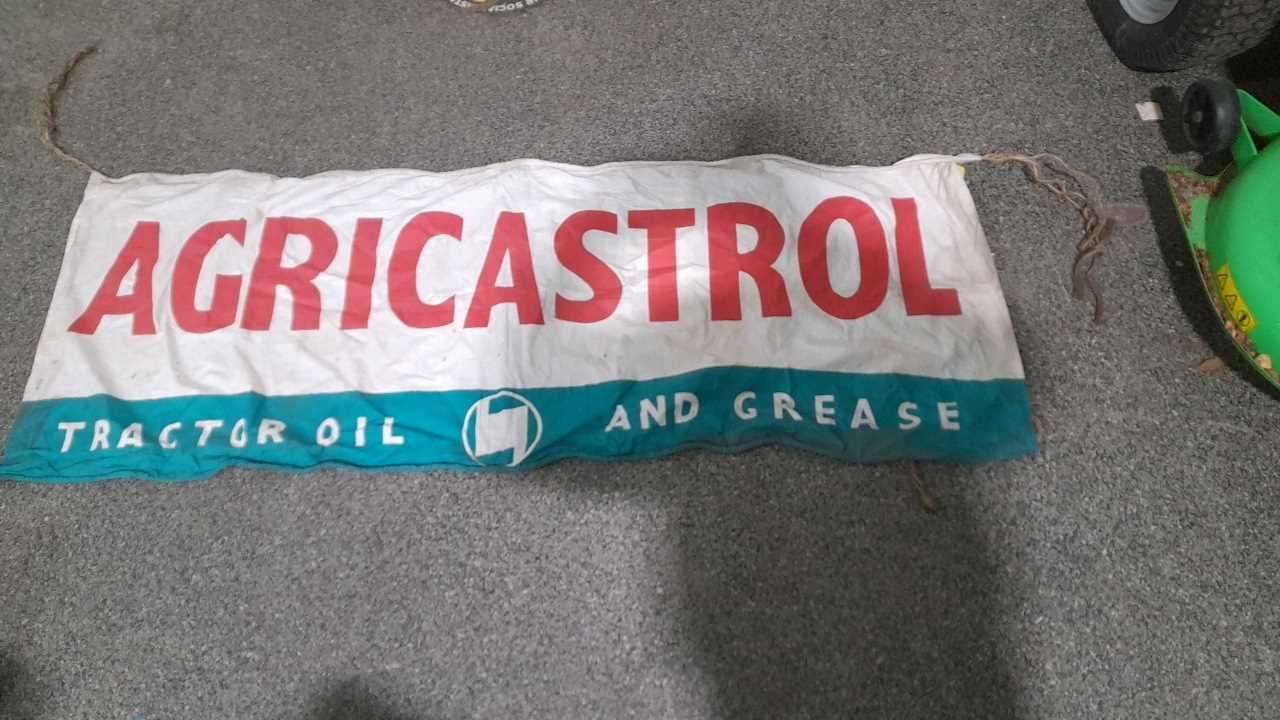 AGRICASTROL
TRACTOR OIL AND GREASE